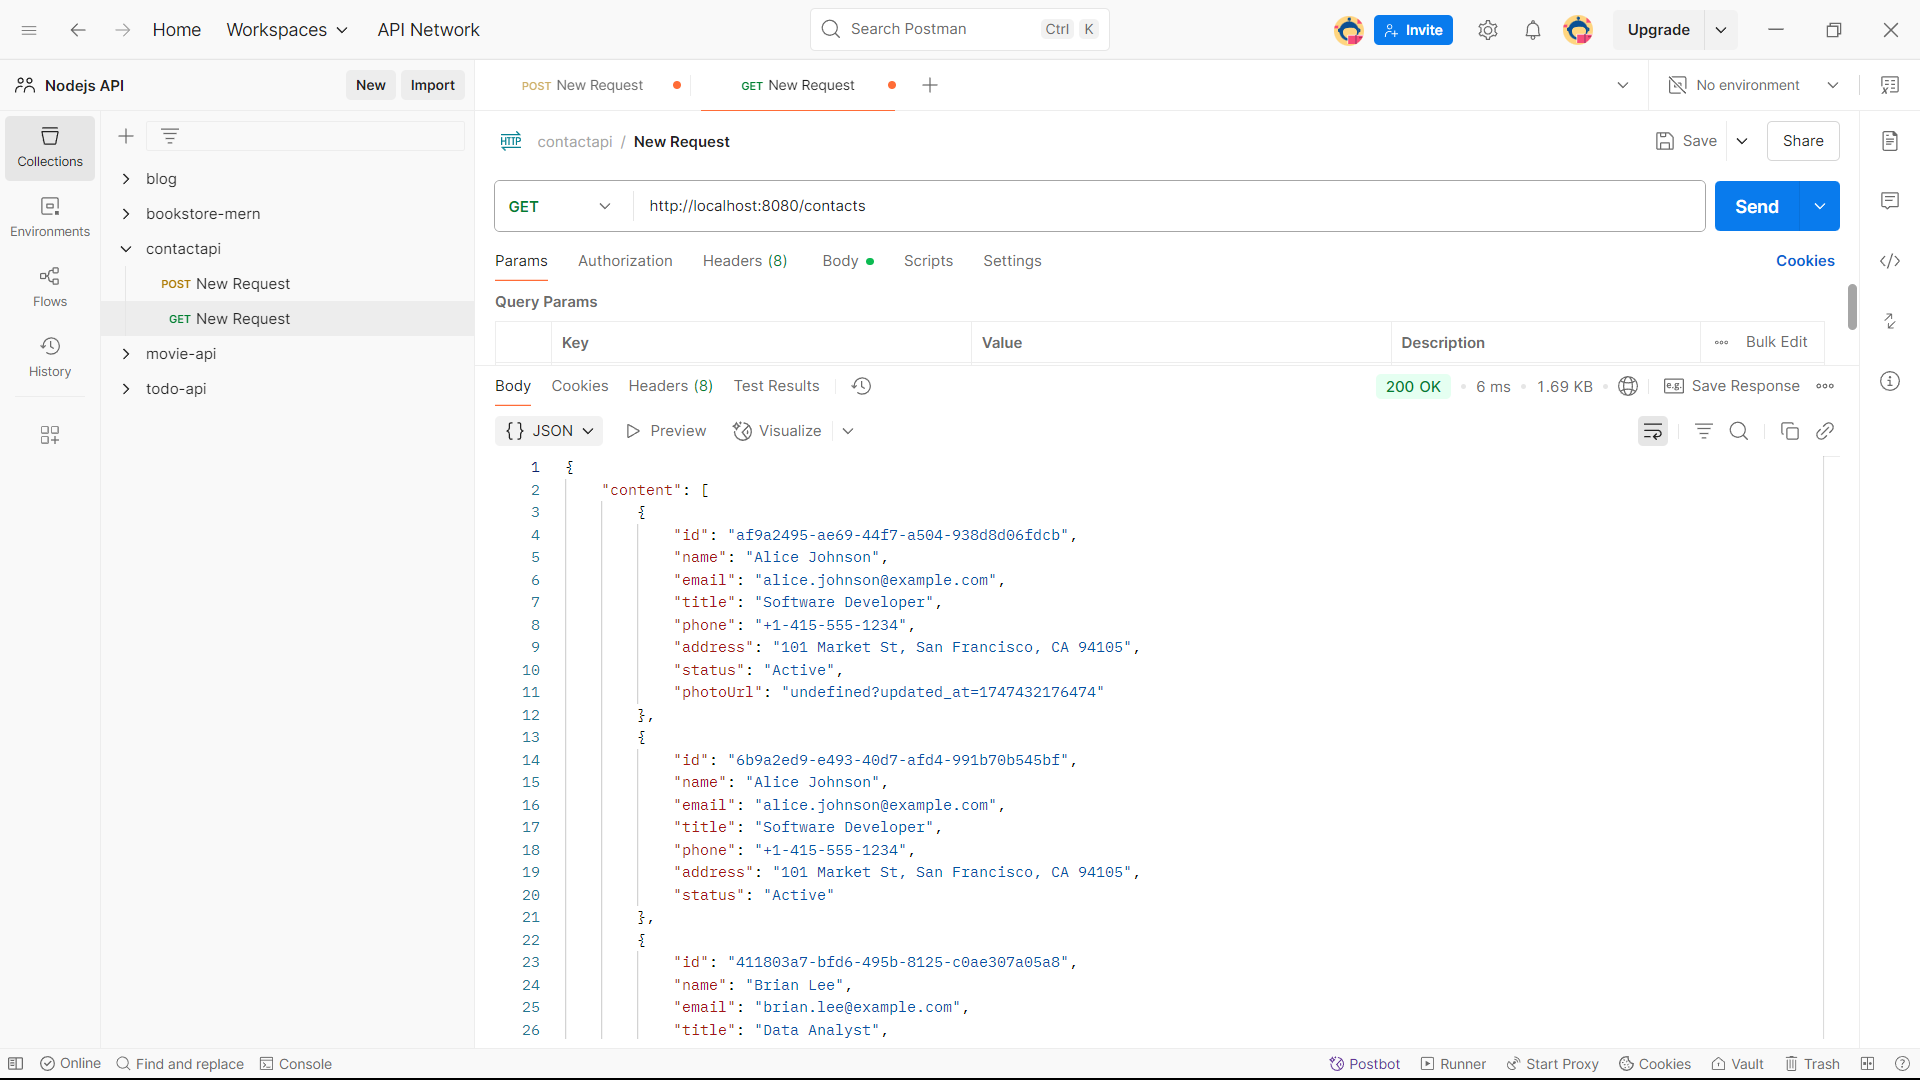 Home Workspaces API Network Search Postman Ctrl K Invite Upgrade
Nodejs API New Import POST New Request GET New Request No environment
Collections
Environments
Flows
History
blog
bookstore-mern
contactapi
POST New Request
GET New Request
movie-api
todo-api
HTTP contactapi / New Request Save Share
GET http://localhost:8080/contacts Send
Params Authorization Headers (8) Body Scripts Settings Cookies
Query Params
Key Value Description Bulk Edit
Body Cookies Headers (8) Test Results 200 OK 6 ms 1.69 KB e.g. Save Response
{} JSON Preview Visualize
1 {
2 "content": [
3 {
4 "id": "af9a2495-ae69-44f7-a504-938d8d06fdcb",
5 "name": "Alice Johnson",
6 "email": "alice.johnson@example.com",
7 "title": "Software Developer",
8 "phone": "+1-415-555-1234",
9 "address": "101 Market St, San Francisco, CA 94105",
10 "status": "Active",
11 "photoUrl": "undefined?updated_at=1747432176474"
12 },
13 {
14 "id": "6b9a2ed9-e493-40d7-afd4-991b70b545bf",
15 "name": "Alice Johnson",
16 "email": "alice.johnson@example.com",
17 "title": "Software Developer",
18 "phone": "+1-415-555-1234",
19 "address": "101 Market St, San Francisco, CA 94105",
20 "status": "Active"
21 },
22 {
23 "id": "411803a7-bfd6-495b-8125-c0ae307a05a8",
24 "name": "Brian Lee",
25 "email": "brian.lee@example.com",
26 "title": "Data Analyst",
Online Find and replace Console Postbot Runner Start Proxy Cookies Vault Trash